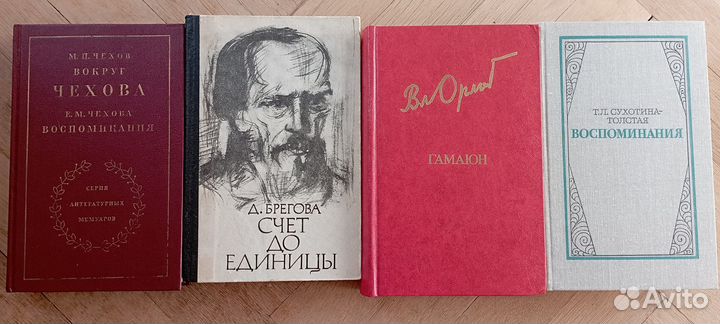 М.П. ЧЕХОВ
ВОКРУГ
ЧЕХОВА
Е.М. ЧЕХОВА
ВОСПОМИНАНИЯ
СЕРИЯ
ЛИТЕРАТУРНЫХ
МЕМУАРОВ
Д. БРЕГОВА
СЧЕТ
ДО
ЕДИНИЦЫ
Вл Орлов
ГАМАЮН
Т.Л. СУХОТИНА-
ТОЛСТАЯ
ВОСПОМИНАНИЯ
Avito